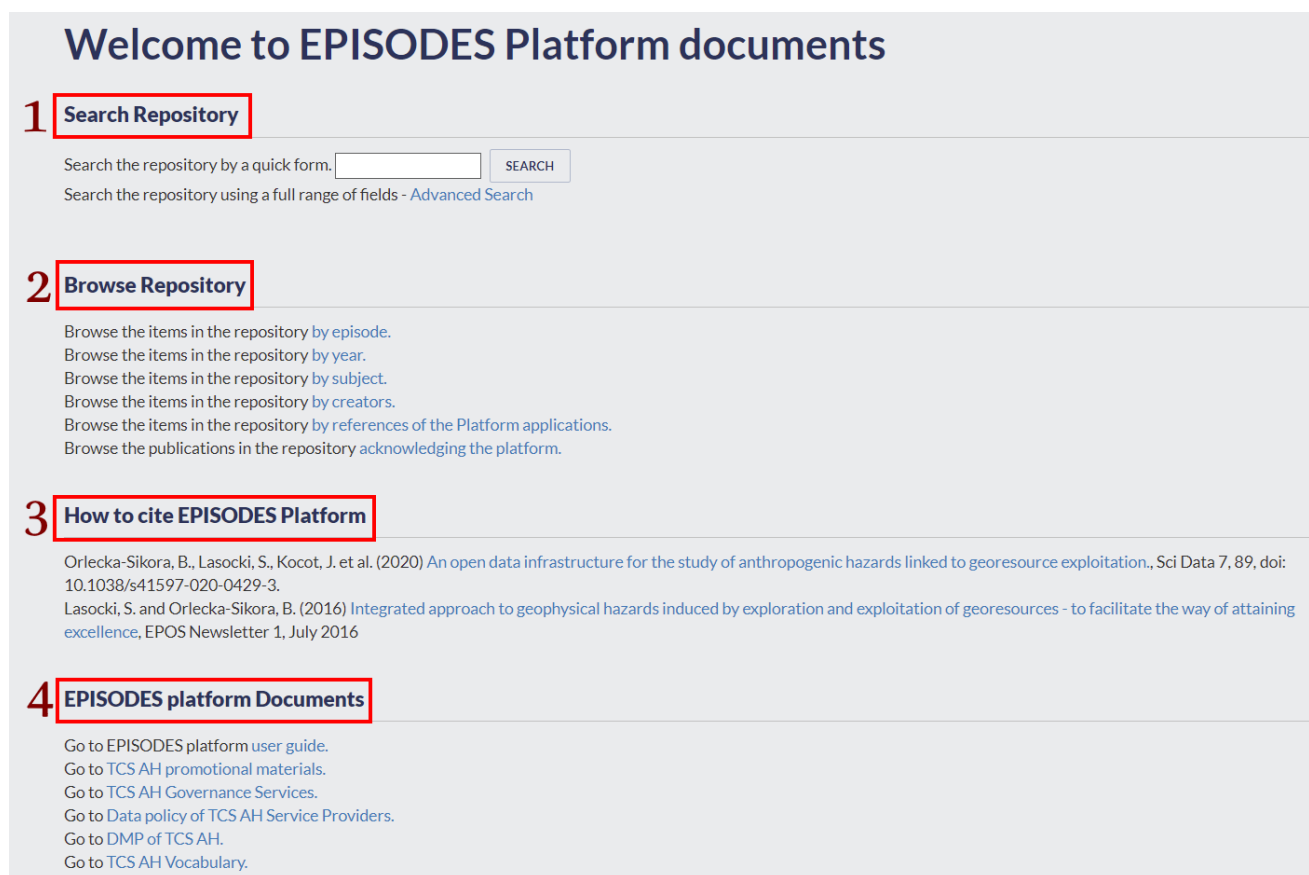 Welcome to EPISODES Platform documents
1 Search Repository
Search the repository by a quick form. SEARCH
Search the repository using a full range of fields - Advanced Search
2 Browse Repository
Browse the items in the repository by episode.
Browse the items in the repository by year.
Browse the items in the repository by subject.
Browse the items in the repository by creators.
Browse the items in the repository by references of the Platform applications.
Browse the publications in the repository acknowledging the platform.
3 How to cite EPISODES Platform
Orlecka-Sikora, B., Lasocki, S., Kocot, J. et al. (2020) An open data infrastructure for the study of anthropogenic hazards linked to georesource exploitation., Sci Data 7, 89, doi:
10.1038/s41597-020-0429-3.
Lasocki, S. and Orlecka-Sikora, B. (2016) Integrated approach to geophysical hazards induced by exploration and exploitation of georesources - to facilitate the way of attaining
excellence, EPOS Newsletter 1, July 2016
4 EPISODES platform Documents
Go to EPISODES platform user guide.
Go to TCS AH promotional materials.
Go to TCS AH Governance Services.
Go to Data policy of TCS AH Service Providers.
Go to DMP of TCS AH.
Go to TCS AH Vocabulary.